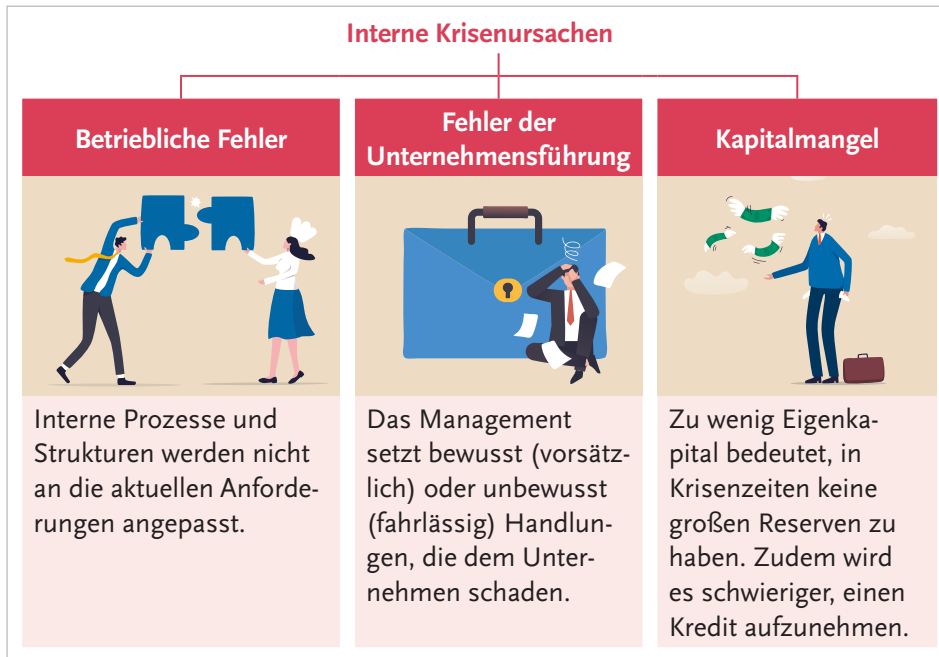 Interne Krisenursachen
Betriebliche Fehler
Fehler der
Unternehmensführung
Kapitalmangel
Interne Prozesse und
Strukturen werden nicht
an die aktuellen Anforde-
rungen angepasst.
Das Management
setzt bewusst (vorsätz-
lich) oder unbewusst
(fahrlässig) Handlun-
gen, die dem Unter-
nehmen schaden.
Zu wenig Eigenka-
pital bedeutet, in
Krisenzeiten keine
großen Reserven zu
haben. Zudem wird
es schwieriger, einen
Kredit aufzunehmen.